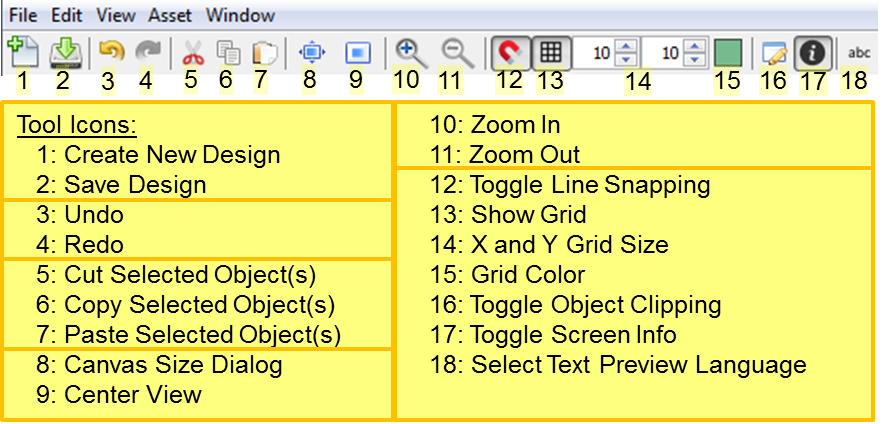 File Edit View Asset Window
10 10 abc
1 2 3 4 5 6 7 8 9 10 11 12 13 14 15 16 17 18
Tool Icons:
1: Create New Design
2: Save Design
3: Undo
4: Redo
5: Cut Selected Object(s)
6: Copy Selected Object(s)
7: Paste Selected Object(s)
8: Canvas Size Dialog
9: Center View
10: Zoom In
11: Zoom Out
12: Toggle Line Snapping
13: Show Grid
14: X and Y Grid Size
15: Grid Color
16: Toggle Object Clipping
17: Toggle Screen Info
18: Select Text Preview Language